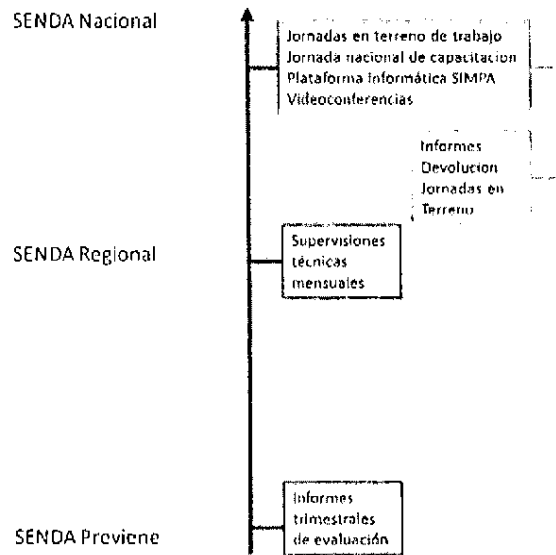 SENDA Nacional
Jornadas en terreno de trabajo
Jornada nacional de capacitacion
Plataforma Informática SIMPA
Videoconferencias
Informes
Devolucion
Jornadas en
Terreno
SENDA Regional
Supervisiones
técnicas
mensuales
SENDA Previene
Informes
trimestrales
de evaluación